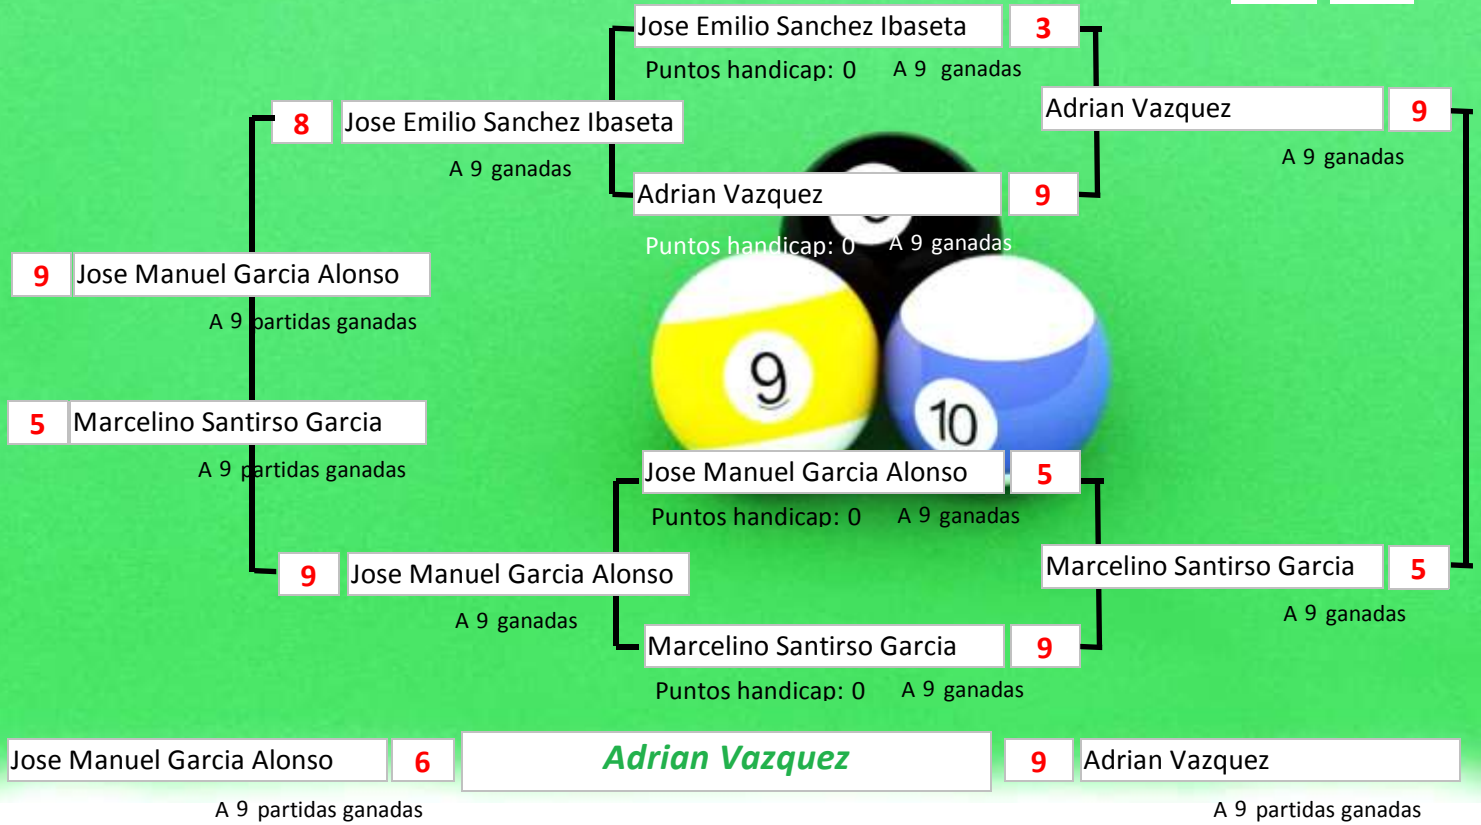 Jose Emilio Sanchez Ibaseta 3
Puntos handicap: 0 A 9 ganadas
8 Jose Emilio Sanchez Ibaseta
A 9 ganadas
Adrian Vazquez 9
A 9 ganadas
Adrian Vazquez 9
Puntos handicap: 0 A 9 ganadas
9 Jose Manuel Garcia Alonso
A 9 partidas ganadas
9
10
5 Marcelino Santirso Garcia
A 9 partidas ganadas
Jose Manuel Garcia Alonso 5
Puntos handicap: 0 A 9 ganadas
9 Jose Manuel Garcia Alonso
A 9 ganadas
Marcelino Santirso Garcia 5
A 9 ganadas
Marcelino Santirso Garcia 9
Puntos handicap: 0 A 9 ganadas
Jose Manuel Garcia Alonso 6
Adrian Vazquez
9 Adrian Vazquez
A 9 partidas ganadas
A 9 partidas ganadas